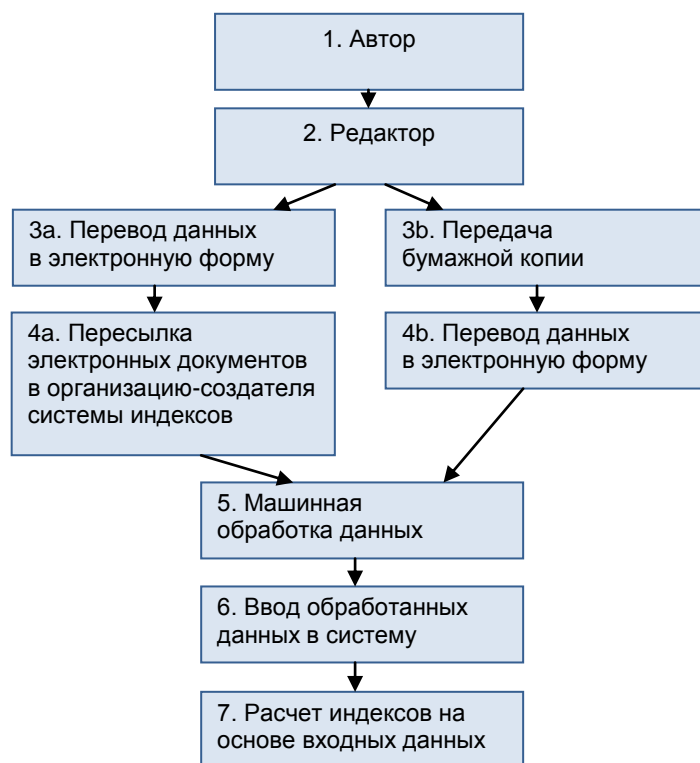 1. Автор
2. Редактор
3a. Перевод данных
в электронную форму
3b. Передача
бумажной копии
4a. Пересылка
электронных документов
в организацию-создателя
системы индексов
4b. Перевод данных
в электронную форму
5. Машинная
обработка данных
6. Ввод обработанных
данных в систему
7. Расчет индексов на
основе входных данных